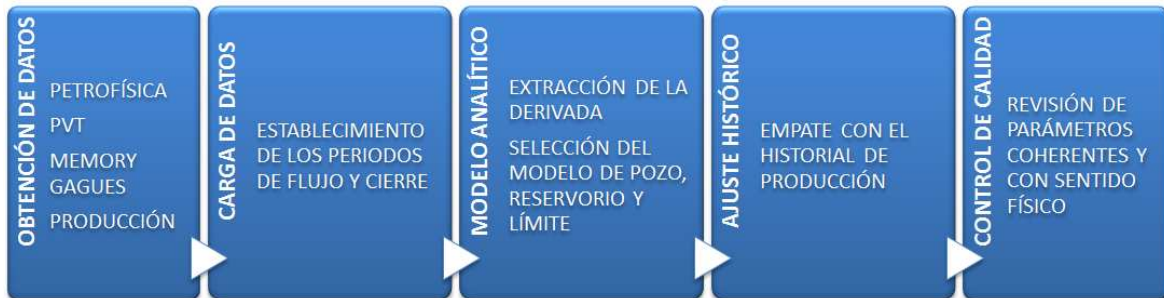 OBTENCIÓN DE DATOS
PETROFÍSICA
PVT
MEMORY
GAGUES
PRODUCCIÓN
CARGA DE DATOS
ESTABLECIMIENTO
DE LOS PERIODOS
DE FLUJO Y CIERRE
MODELO ANALÍTICO
EXTRACCIÓN DE LA
DERIVADA
SELECCIÓN DEL
MODELO DE POZO,
RESERVORIO Y
LÍMITE
AJUSTE HISTÓRICO
EMPATE CON EL
HISTORIAL DE
PRODUCCIÓN
CONTROL DE CALIDAD
REVISIÓN DE
PARÁMETROS
COHERENTES Y
CON SENTIDO
FÍSICO